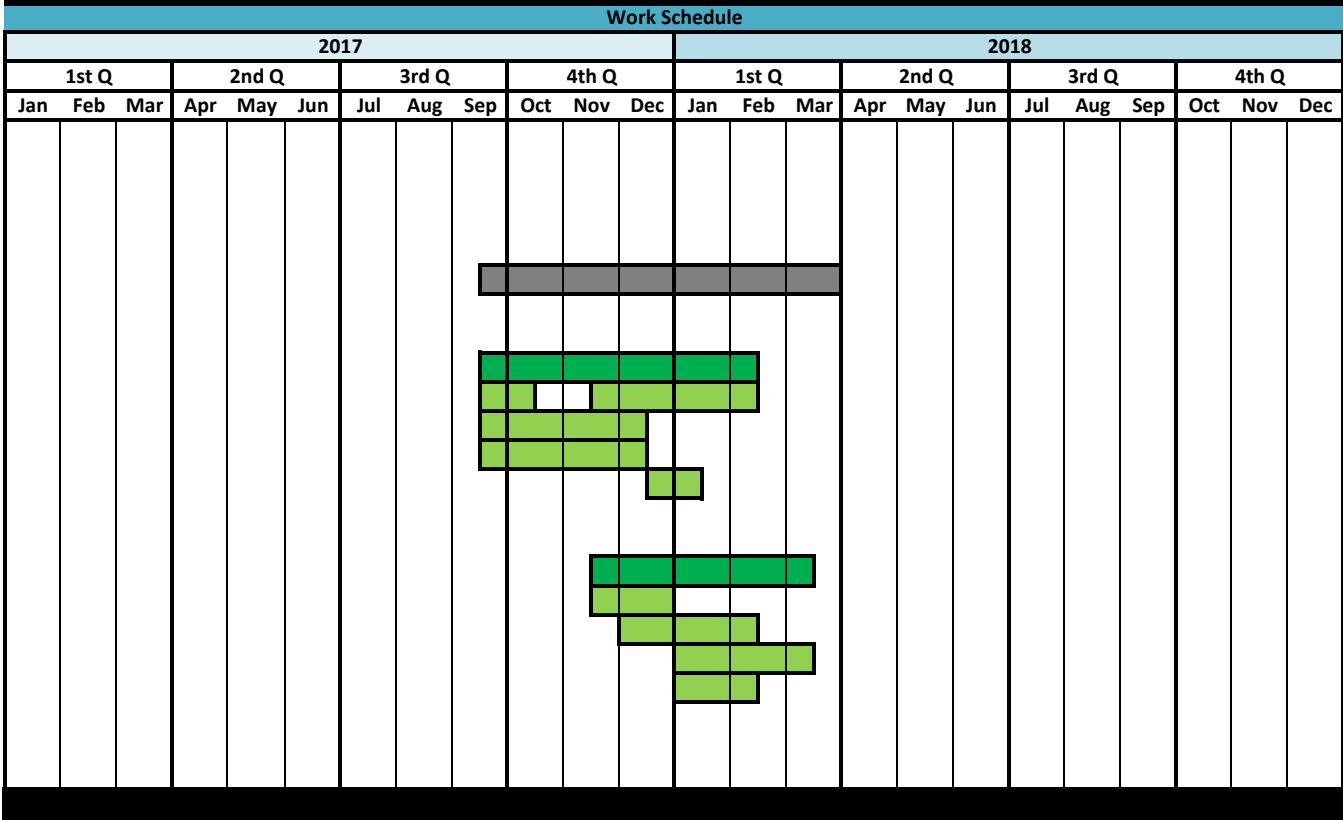 Work Schedule
2017 2018
1st Q 2nd Q 3rd Q 4th Q 1st Q 2nd Q 3rd Q 4th Q
Jan Feb Mar Apr May Jun Jul Aug Sep Oct Nov Dec Jan Feb Mar Apr May Jun Jul Aug Sep Oct Nov Dec